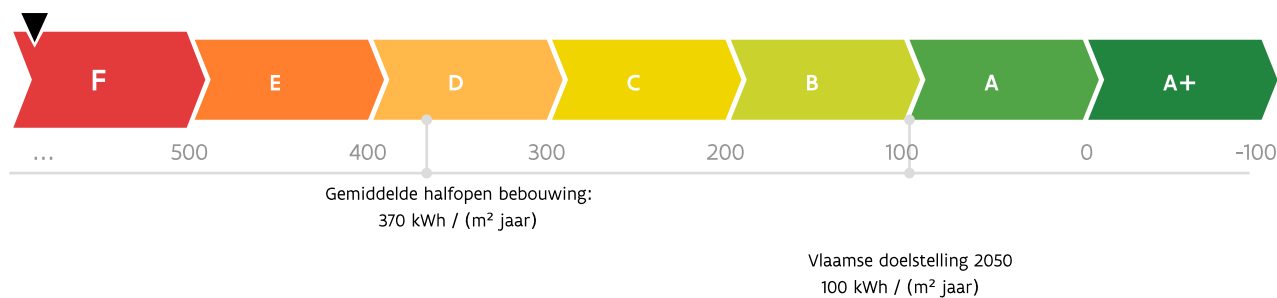 F E D C B A A+
... 500 400 300 200 100 0 -100
Gemiddelde halfopen bebouwing:
370 kWh / (m² jaar)
Vlaamse doelstelling 2050
100 kWh / (m² jaar)